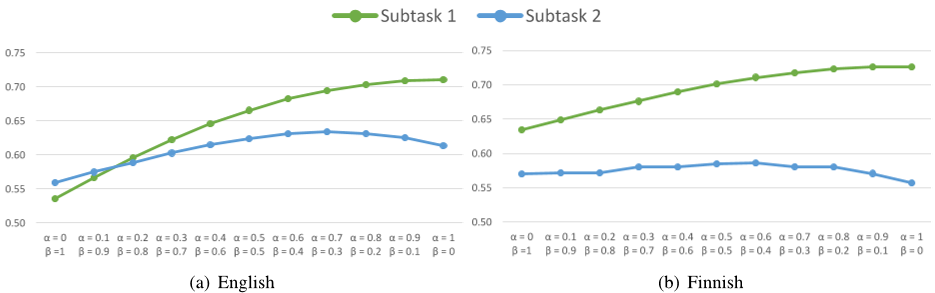 Subtask 1 Subtask 2
0.75
0.70
0.65
0.60
0.55
0.50
α = 0 α = 0.1 α = 0.2 α = 0.3 α = 0.4 α = 0.5 α = 0.6 α = 0.7 α = 0.8 α = 0.9 α = 1
β =1 β = 0.9 β = 0.8 β = 0.7 β = 0.6 β = 0.5 β = 0.4 β = 0.3 β = 0.2 β = 0.1 β = 0
(a) English
0.75
0.70
0.65
0.60
0.55
0.50
α = 0 α = 0.1 α = 0.2 α = 0.3 α = 0.4 α = 0.5 α = 0.6 α = 0.7 α = 0.8 α = 0.9 α = 1
β =1 β = 0.9 β = 0.8 β = 0.7 β = 0.6 β = 0.5 β = 0.4 β = 0.3 β = 0.2 β = 0.1 β = 0
(b) Finnish